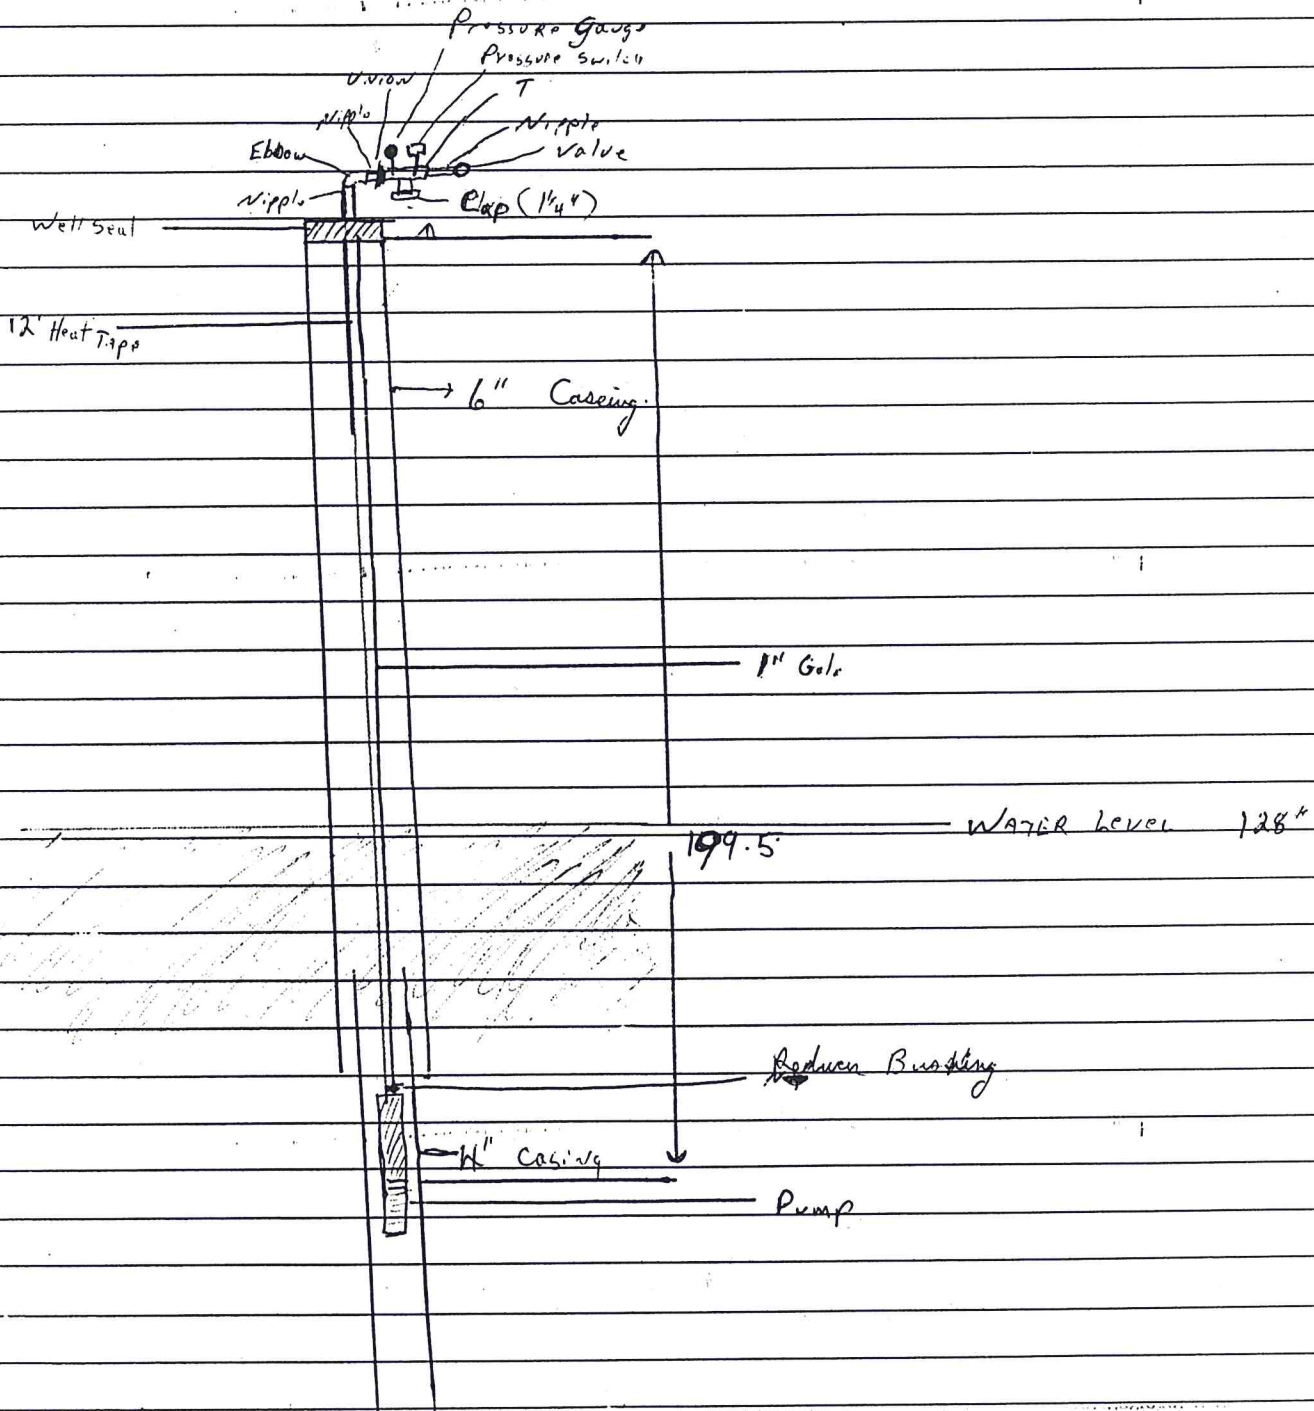 Pressure Gauge
Pressure Switch
Union
T
Nipple
Nipple
Elbow
Valve
Nipple
Cap (1¼")
Well Seal
12' Heat Tape
6" Caseing.
1" Galv
WATER Level 128"
199.5
Reducer Bushing
4" Casing
Pump